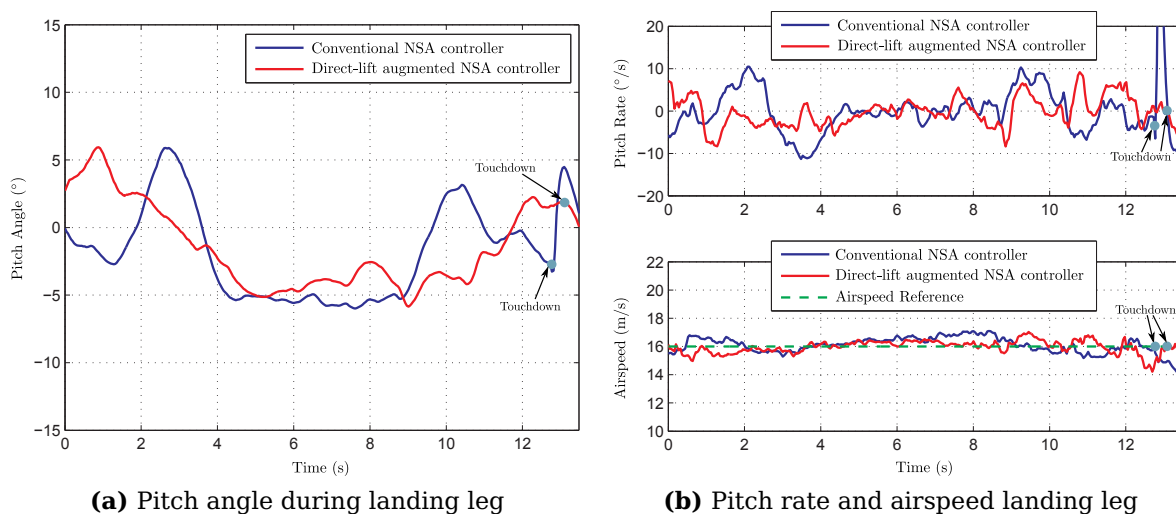 15
10
5
0
−5
−10
−15
0 2 4 6 8 10 12
Pitch Angle (°)
Time (s)
Conventional NSA controller
Direct-lift augmented NSA controller
Touchdown
Touchdown
(a) Pitch angle during landing leg
20
10
0
−10
−20
0 2 4 6 8 10 12
Pitch Rate (°/s)
Conventional NSA controller
Direct-lift augmented NSA controller
Touchdown
22
20
18
16
14
12
10
0 2 4 6 8 10 12
Airspeed (m/s)
Time (s)
Conventional NSA controller
Direct-lift augmented NSA controller
Airspeed Reference
Touchdown
(b) Pitch rate and airspeed landing leg